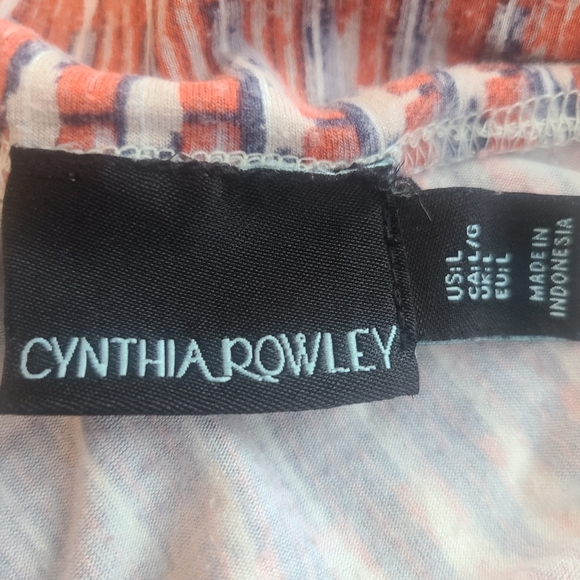 CYNTHIA ROWLEY
US:L
CA:L/G
UK:L
EU:L
MADE IN
INDONESIA